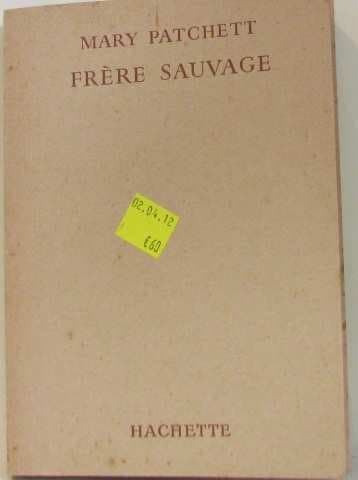 MARY PATCHETT
FRÈRE SAUVAGE
02.04.12
€60
HACHETTE